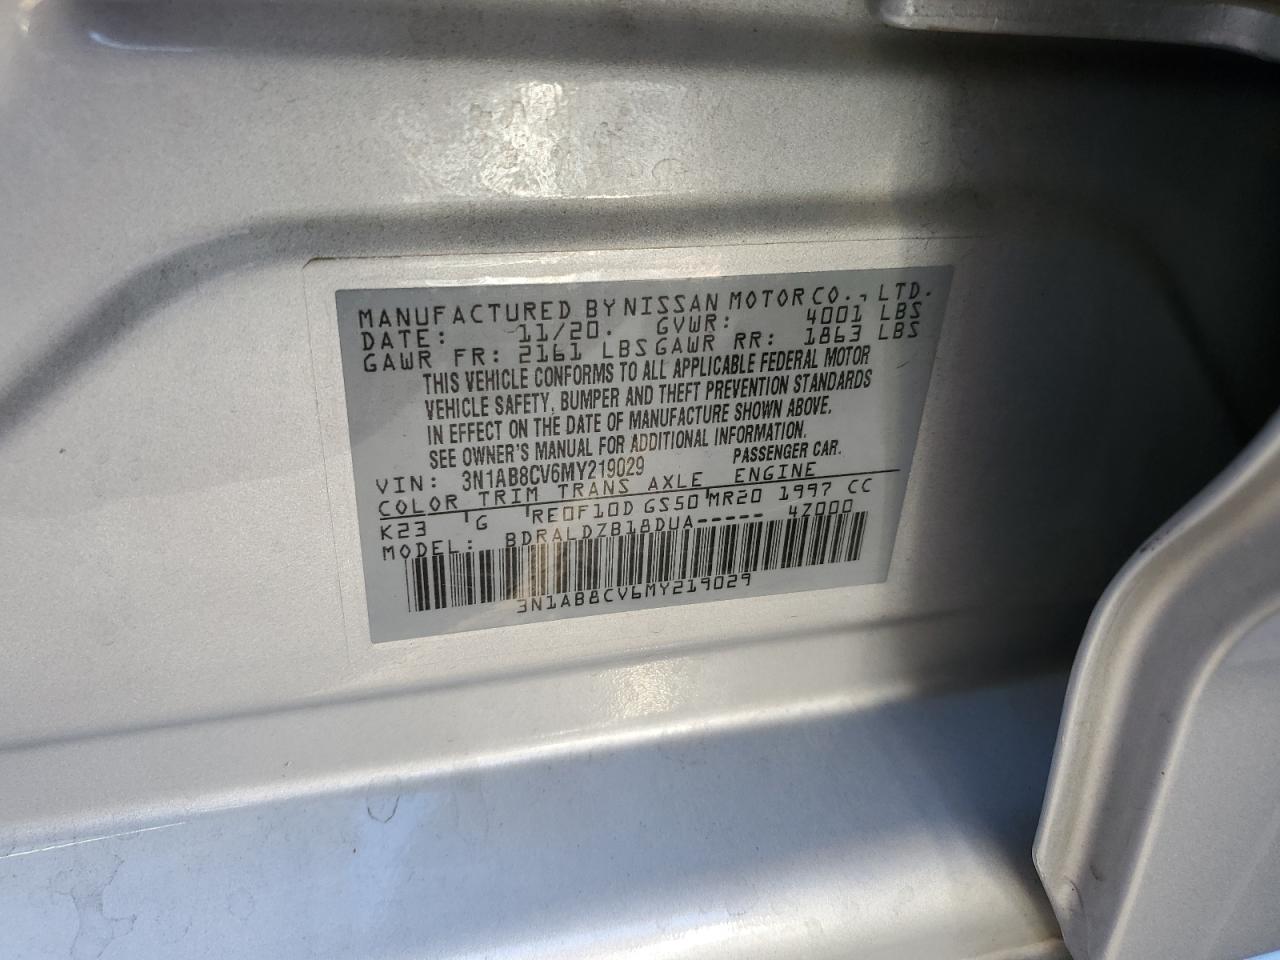 MANUFACTURED BY NISSAN MOTOR CO., LTD.
DATE: 11/20. GVWR: 4001 LBS
GAWR FR: 2161 LBS GAWR RR: 1863 LBS
THIS VEHICLE CONFORMS TO ALL APPLICABLE FEDERAL MOTOR
VEHICLE SAFETY, BUMPER AND THEFT PREVENTION STANDARDS
IN EFFECT ON THE DATE OF MANUFACTURE SHOWN ABOVE.
SEE OWNER'S MANUAL FOR ADDITIONAL INFORMATION.
VIN: 3N1AB8CV6MY219029 PASSENGER CAR.
COLOR TRIM TRANS AXLE ENGINE
K23 G RE0F10D GS50 MR20 1997 CC
MODEL: BDRALDZB18DUA----- 4Z000
3N1AB8CV6MY219029